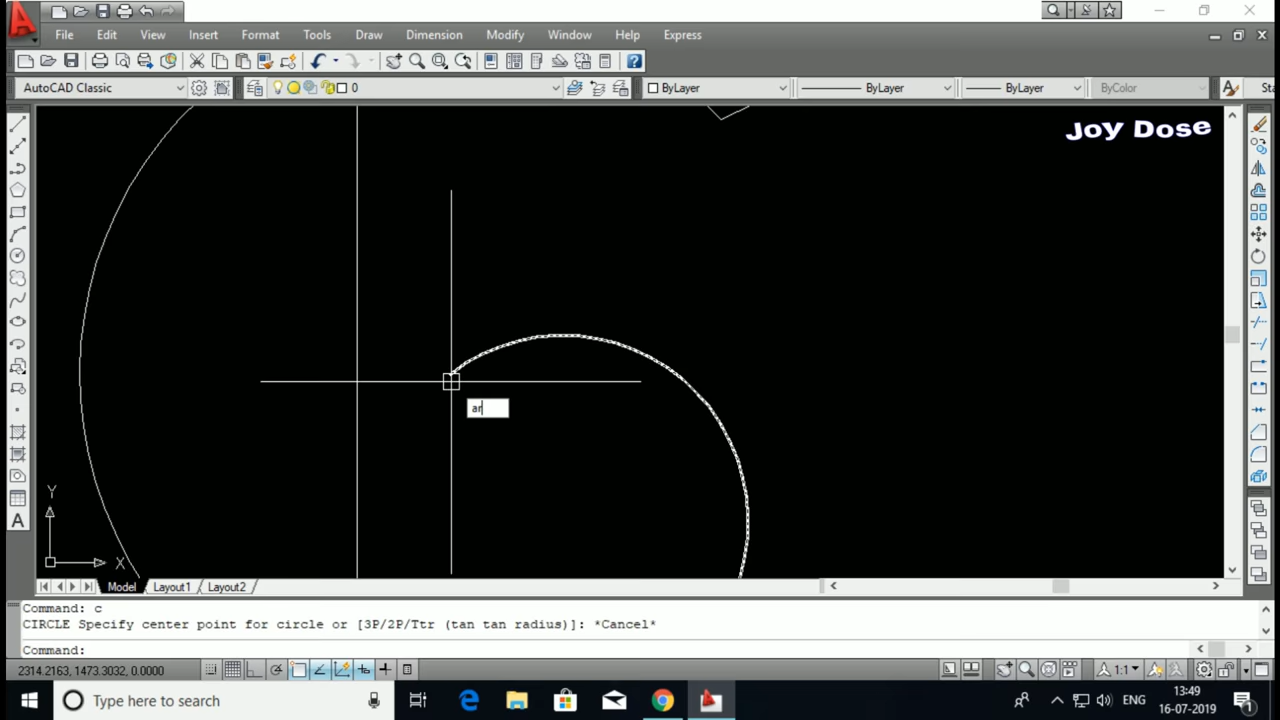 File Edit View Insert Format Tools Draw Dimension Modify Window Help Express
AutoCAD Classic 0 ByLayer ByLayer ByLayer ByColor Sta
Joy Dose
ar
Y
X
Model Layout1 Layout2
Command: c
CIRCLE Specify center point for circle or [3P/2P/Ttr (tan tan radius)]: *Cancel*
Command:
2314.2163, 1473.3032, 0.0000 1:1
Type here to search ENG 13:49
16-07-2019 1